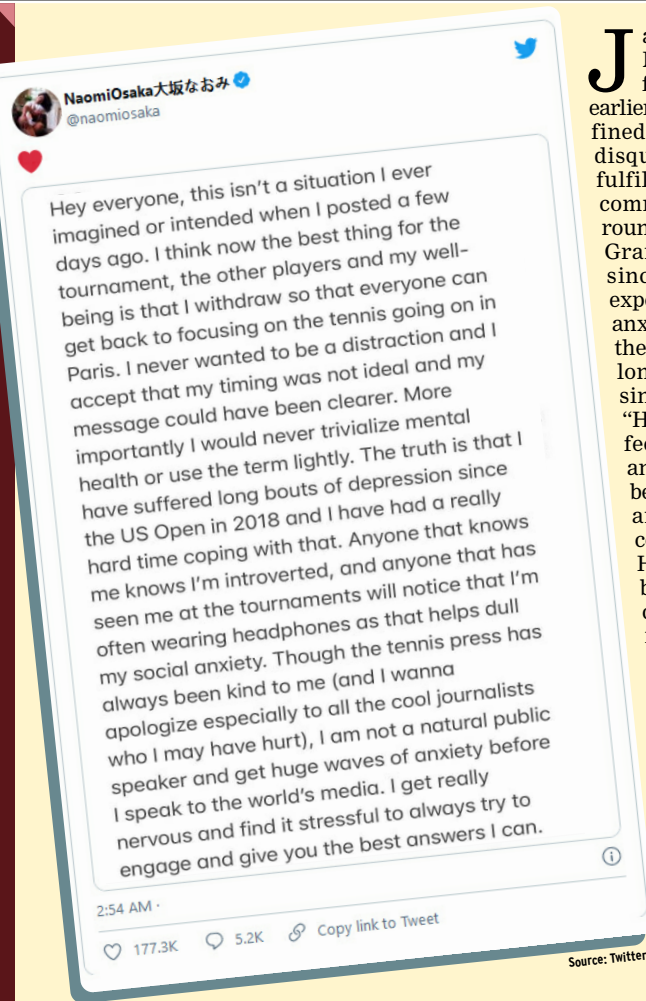 NaomiOsaka大坂なおみ
@naomiosaka
Hey everyone, this isn't a situation I ever
imagined or intended when I posted a few
days ago. I think now the best thing for the
tournament, the other players and my well-
being is that I withdraw so that everyone can
get back to focusing on the tennis going on in
Paris. I never wanted to be a distraction and I
accept that my timing was not ideal and my
message could have been clearer. More
importantly I would never trivialize mental
health or use the term lightly. The truth is that I
have suffered long bouts of depression since
the US Open in 2018 and I have had a really
hard time coping with that. Anyone that knows
me knows I'm introverted, and anyone that has
seen me at the tournaments will notice that I'm
often wearing headphones as that helps dull
my social anxiety. Though the tennis press has
always been kind to me (and I wanna
apologize especially to all the cool journalists
who I may have hurt), I am not a natural public
speaker and get huge waves of anxiety before
I speak to the world's media. I get really
nervous and find it stressful to always try to
engage and give you the best answers I can.
2:54 AM ·
177.3K 5.2K Copy link to Tweet
Source: Twitter
J
earlier
fined